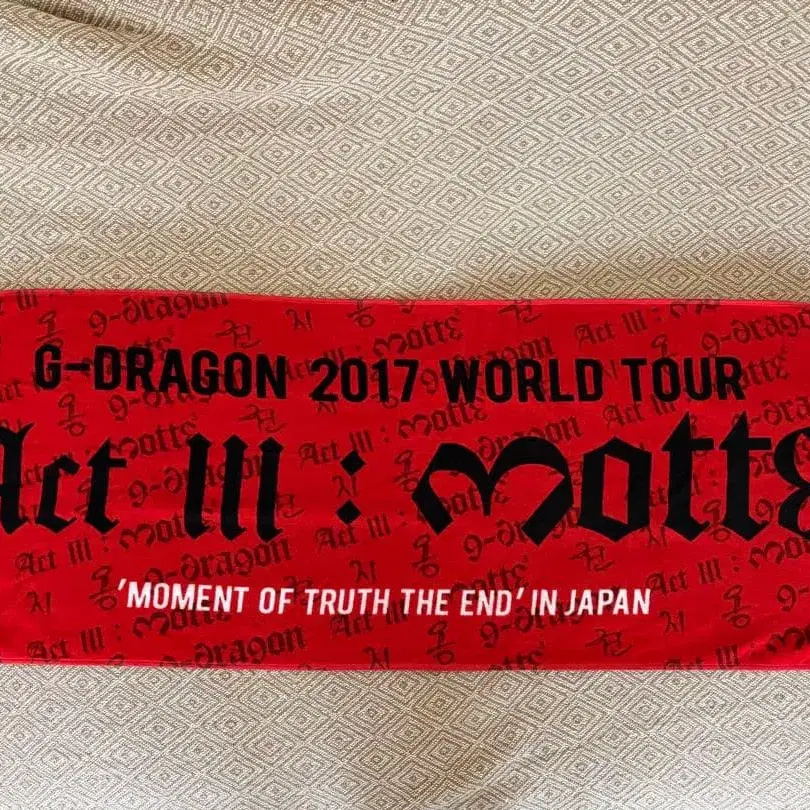 G-DRAGON 2017 WORLD TOUR
Act III : Motte
'MOMENT OF TRUTH THE END' IN JAPAN